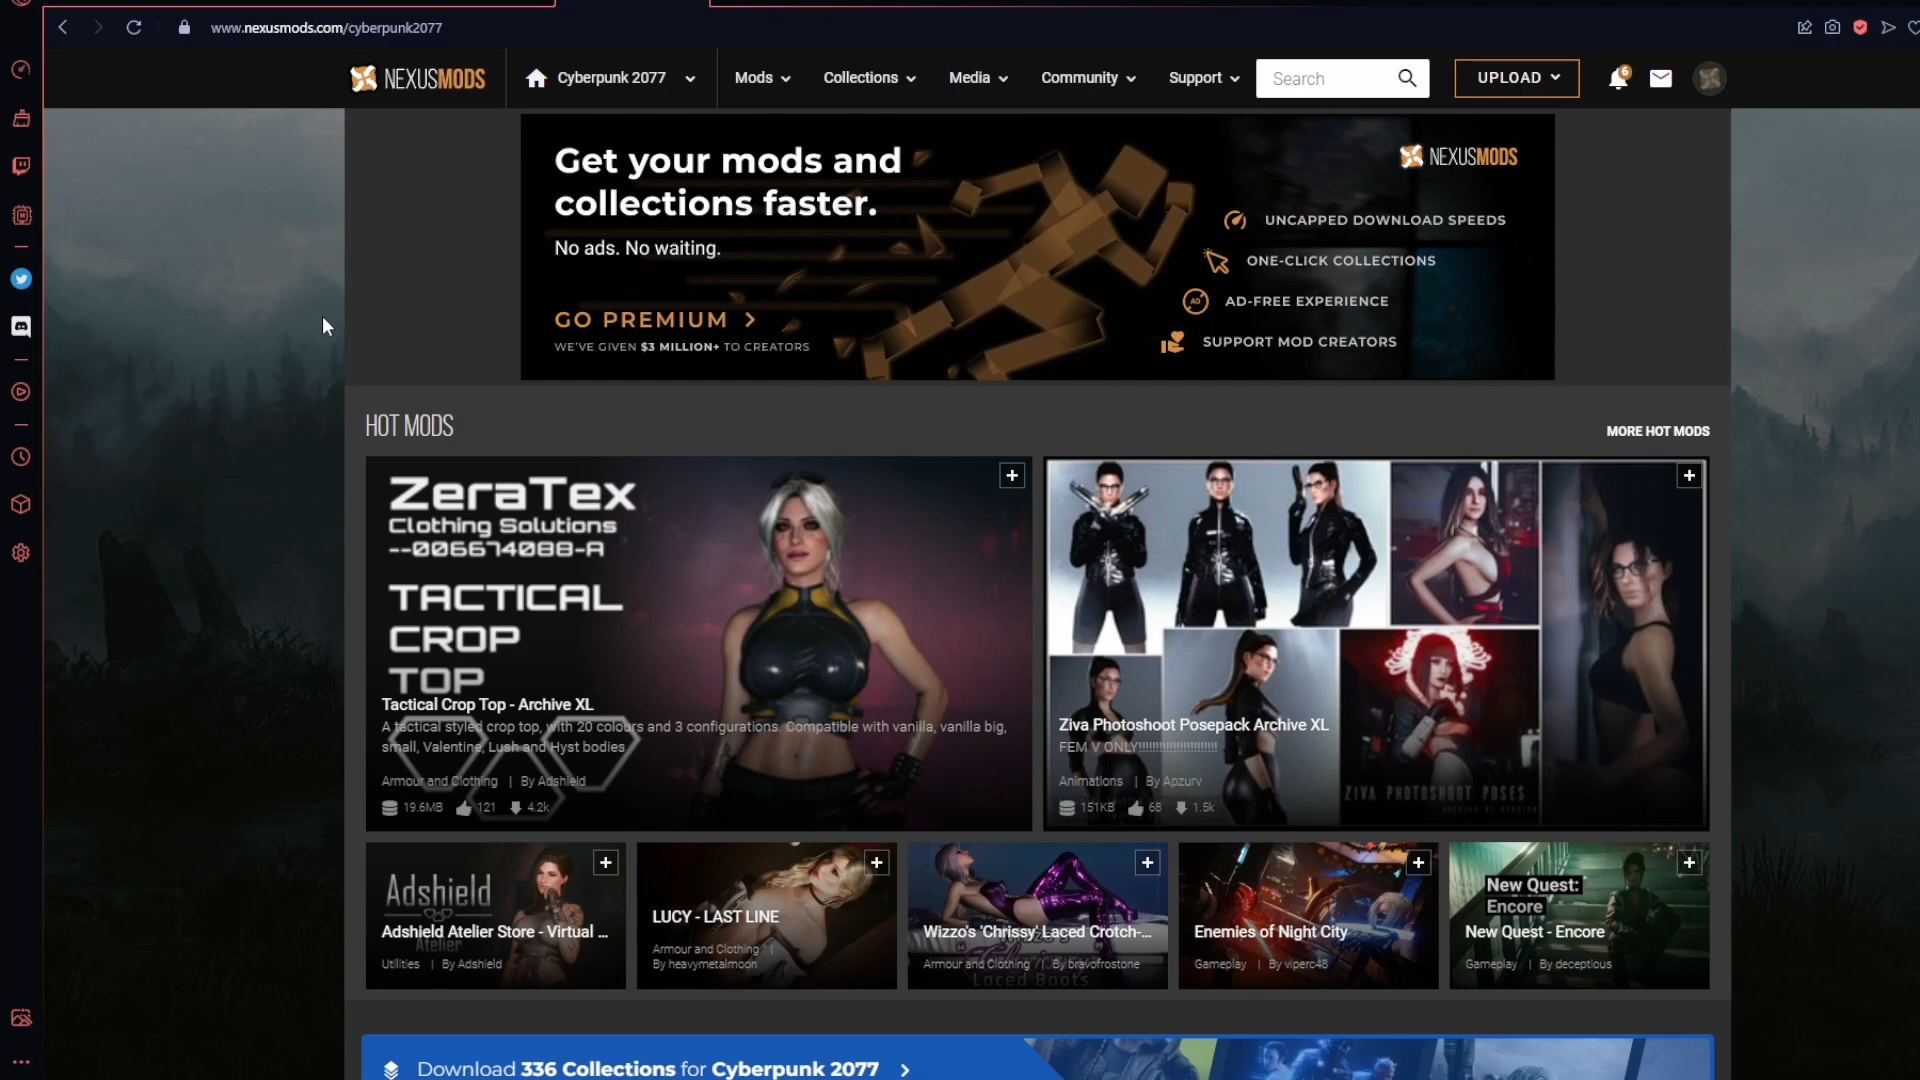 www.nexusmods.com/cyberpunk2077
NEXUSMODS
Cyberpunk 2077
Mods
Collections
Media
Community
Support
Search
UPLOAD
6
Get your mods and
collections faster.
No ads. No waiting.
GO PREMIUM
WE'VE GIVEN $3 MILLION+ TO CREATORS
NEXUSMODS
UNCAPPED DOWNLOAD SPEEDS
ONE-CLICK COLLECTIONS
AD
AD-FREE EXPERIENCE
SUPPORT MOD CREATORS
HOT MODS
MORE HOT MODS
ZeraTex
Clothing Solutions
--006674088-A
TACTICAL
CROP
TOP
Tactical Crop Top - Archive XL
A tactical styled crop top, with 20 colours and 3 configurations. Compatible with vanilla, vanilla big,
small, Valentine, Lush and Hyst bodies
Armour and Clothing | By Adshield
19.6MB 121 4.2k
Ziva Photoshoot Posepack Archive XL
FEM V ONLY!!!!!!!!!!!!!!!!!!!!!!
Animations | By Apzurv
151KB 68 1.5k
ZIVA PHOTOSHOOT POSES
Adshield
Atelier
Adshield Atelier Store - Virtual ...
Utilities | By Adshield
LUCY - LAST LINE
Armour and Clothing |
By heavymetalmoon
Wizzo's 'Chrissy' Laced Crotch-...
Armour and Clothing | By bravofrostone
Laced Boots
Enemies of Night City
Gameplay | By viperc48
New Quest:
Encore
New Quest - Encore
Gameplay | By deceptious
Download 336 Collections for Cyberpunk 2077